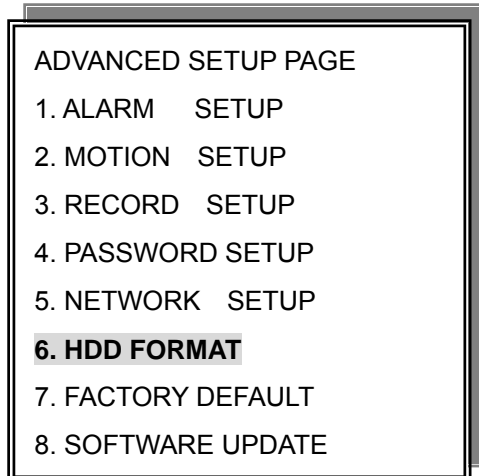 ADVANCED SETUP PAGE
1. ALARM SETUP
2. MOTION SETUP
3. RECORD SETUP
4. PASSWORD SETUP
5. NETWORK SETUP
6. HDD FORMAT
7. FACTORY DEFAULT
8. SOFTWARE UPDATE